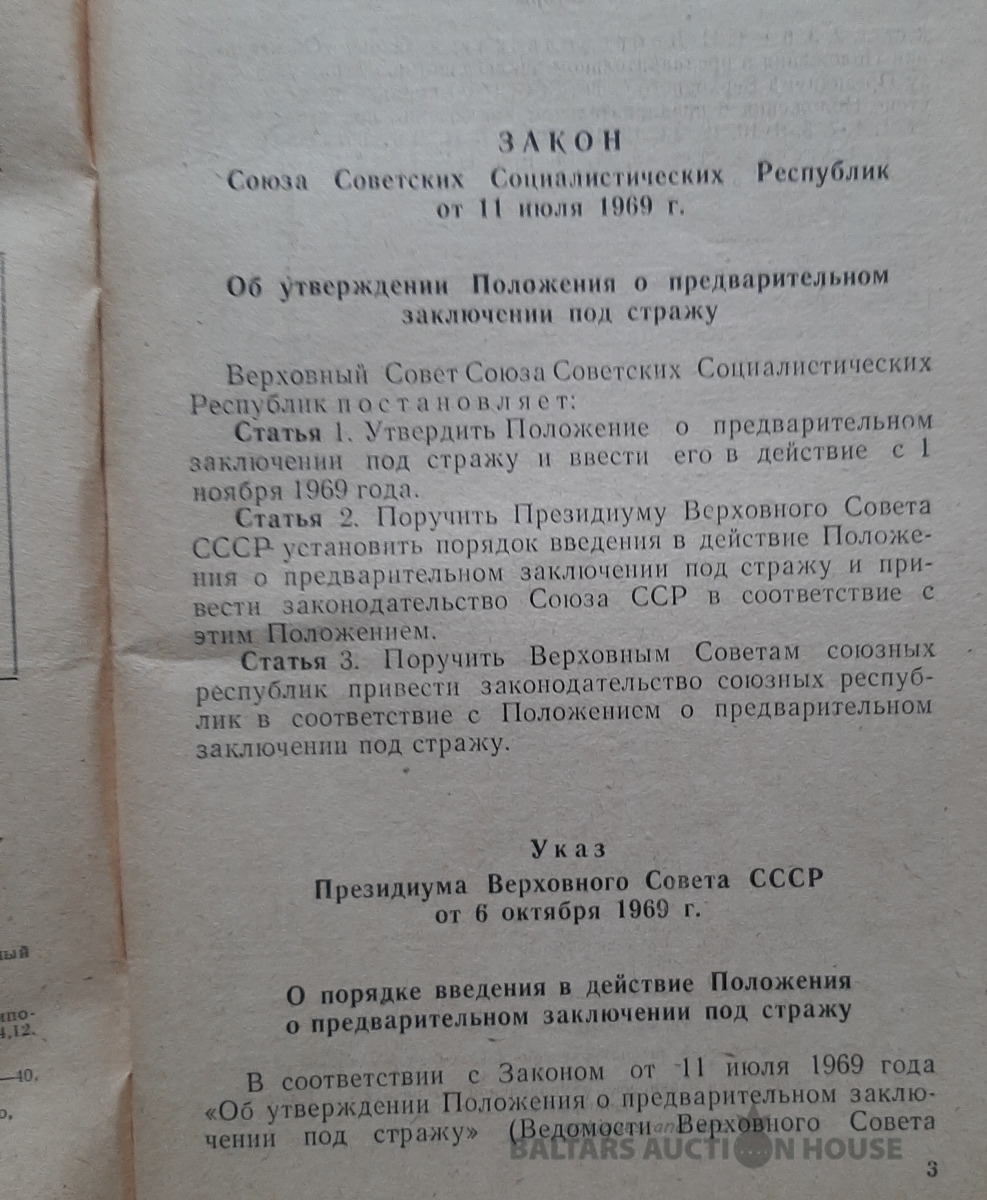 ЗАКОН
Союза Советских Социалистических Республик
от 11 июля 1969 г.
Об утверждении Положения о предварительном
заключении под стражу
Верховный Совет Союза Советских Социалистических
Республик постановляет:
Статья 1. Утвердить Положение о предварительном
заключении под стражу и ввести его в действие с 1
ноября 1969 года.
Статья 2. Поручить Президиуму Верховного Совета
СССР установить порядок введения в действие Положе-
ния о предварительном заключении под стражу и при-
вести законодательство Союза ССР в соответствие с
этим Положением.
Статья 3. Поручить Верховным Советам союзных
республик привести законодательство союзных респуб-
лик в соответствие с Положением о предварительном
заключении под стражу.
Указ
Президиума Верховного Совета СССР
от 6 октября 1969 г.
О порядке введения в действие Положения
о предварительном заключении под стражу
В соответствии с Законом от 11 июля 1969 года
«Об утверждении Положения о предварительном заклю-
чении под стражу» (Ведомости Верховного Совета
BALTARS AUCTION HOUSE
3